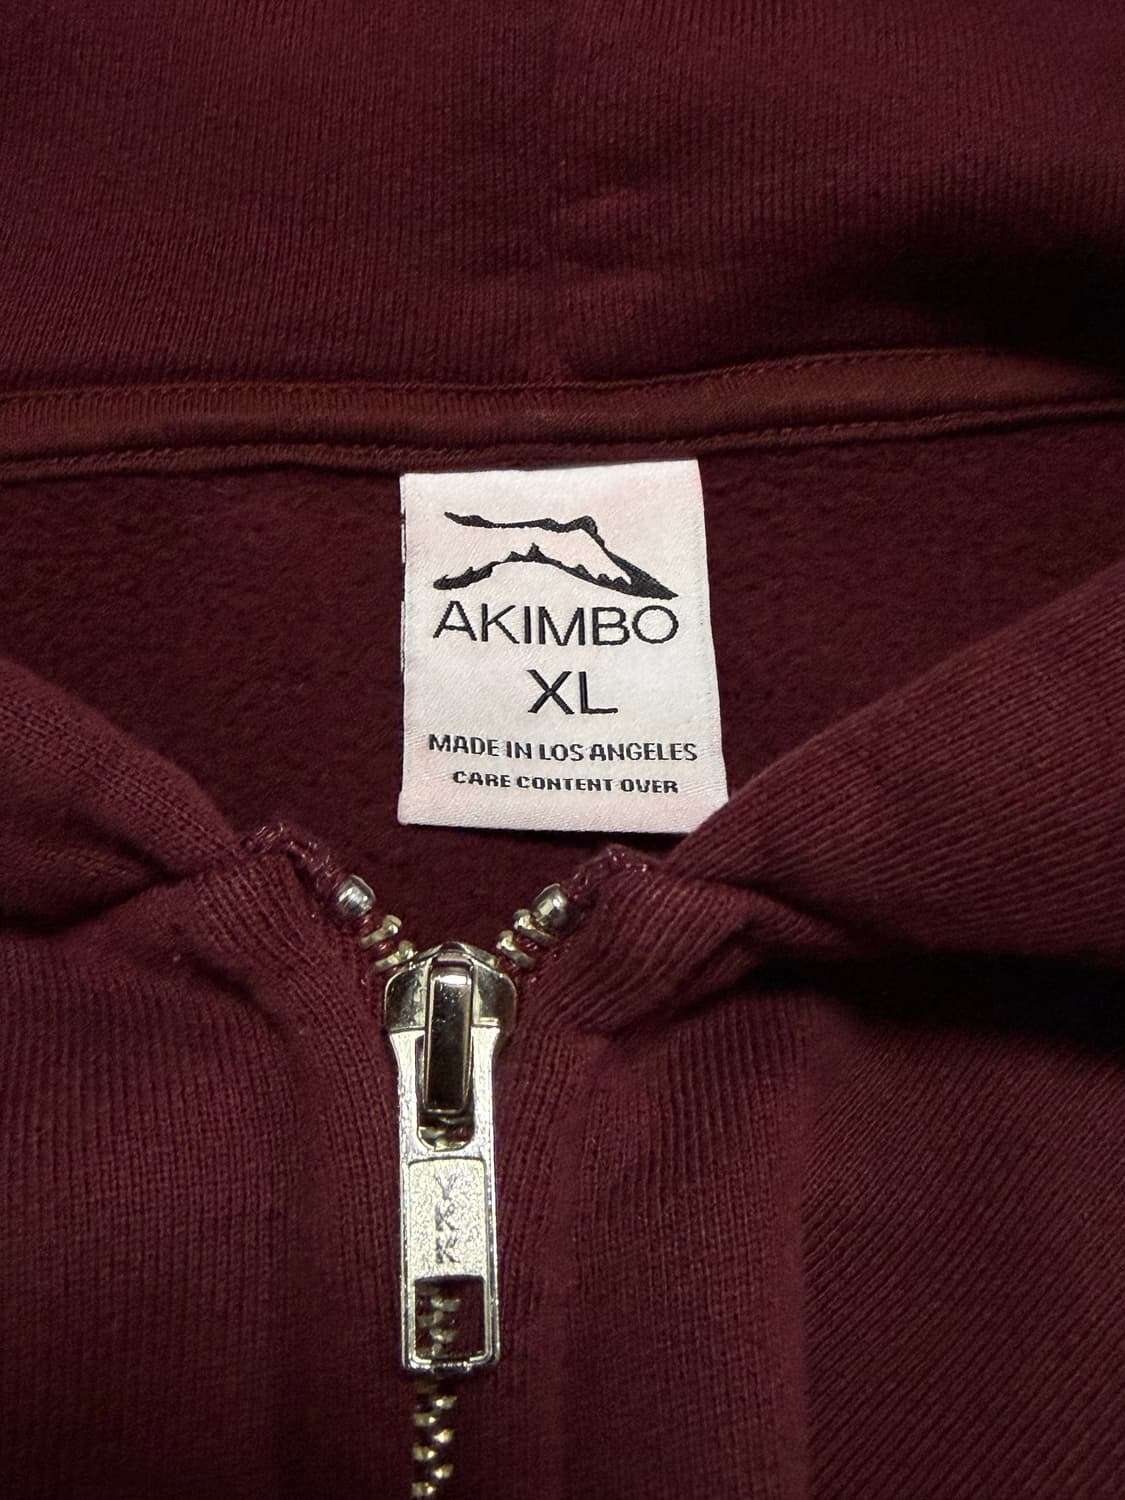 AKIMBO
XL
MADE IN LOS ANGELES
CARE CONTENT OVER
YKK